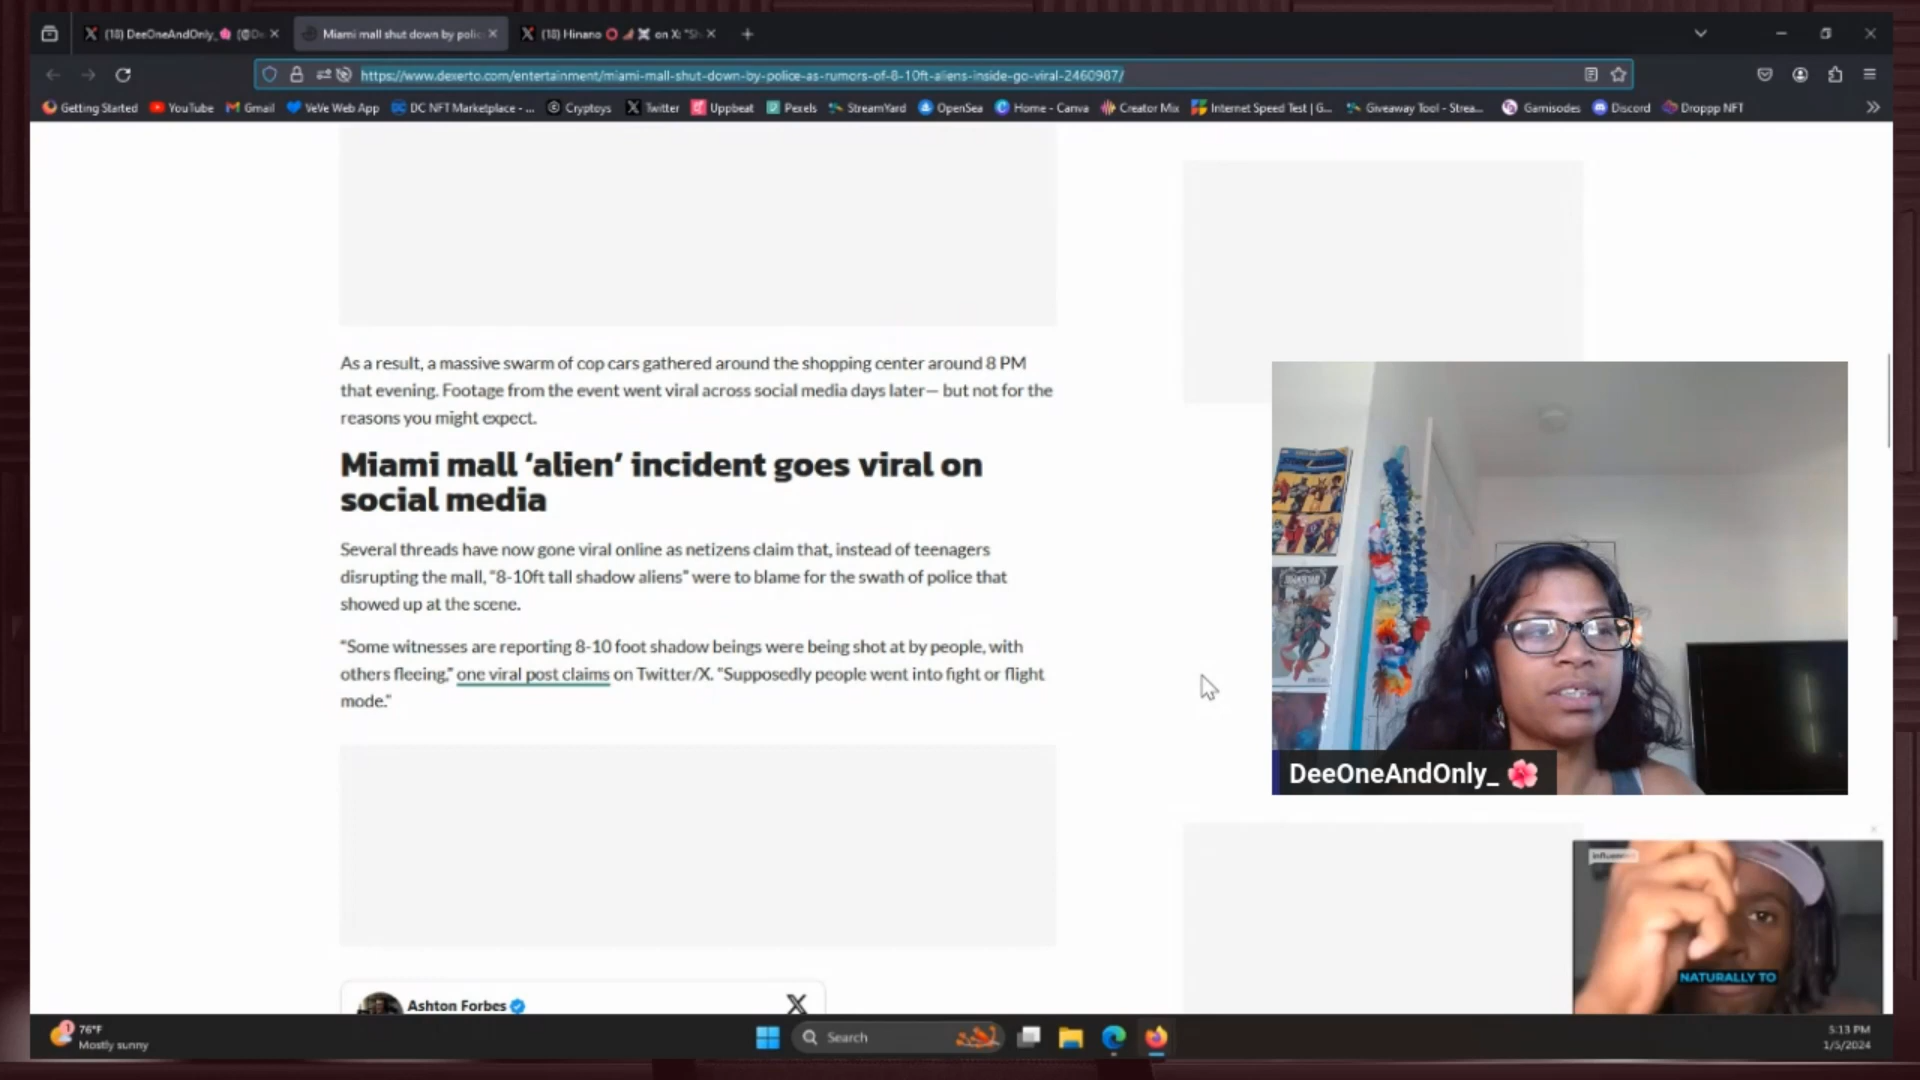 (18) DeeOneAndOnly_🌺 (@De
Miami mall shut down by polic
(18) Hinano on X: "Sh
https://www.dexerto.com/entertainment/miami-mall-shut-down-by-police-as-rumors-of-8-10ft-aliens-inside-go-viral-2460987/
Getting Started YouTube Gmail VeVe Web App DC NFT Marketplace - ... Cryptoys Twitter Uppbeat Pexels StreamYard OpenSea Home - Canva Creator Mix Internet Speed Test | G... Giveaway Tool - Strea... Gamisodes Discord Droppp NFT
As a result, a massive swarm of cop cars gathered around the shopping center around 8 PM
that evening. Footage from the event went viral across social media days later— but not for the
reasons you might expect.
Miami mall ‘alien’ incident goes viral on
social media
Several threads have now gone viral online as netizens claim that, instead of teenagers
disrupting the mall, “8-10ft tall shadow aliens” were to blame for the swath of police that
showed up at the scene.
“Some witnesses are reporting 8-10 foot shadow beings were being shot at by people, with
others fleeing,” one viral post claims on Twitter/X. “Supposedly people went into fight or flight
mode.”
Ashton Forbes
DeeOneAndOnly_ 🌺
NATURALLY TO
1
76°F
Mostly sunny
Search
5:13 PM
1/5/2024